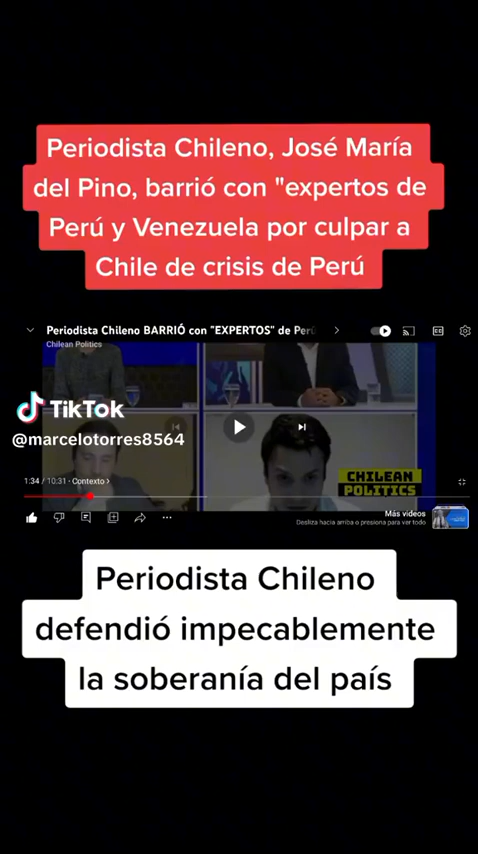 Periodista Chileno, José María
del Pino, barrió con "expertos de
Perú y Venezuela por culpar a
Chile de crisis de Perú
Periodista Chileno BARRIÓ con "EXPERTOS" de Perú
Chilean Politics
TikTok
@marcelotorres8564
CHILEAN
POLITICS
1:34 / 10:31 · Contexto
Más videos
Desliza hacia arriba o presiona para ver todo
Periodista Chileno
defendió impecablemente
la soberanía del país